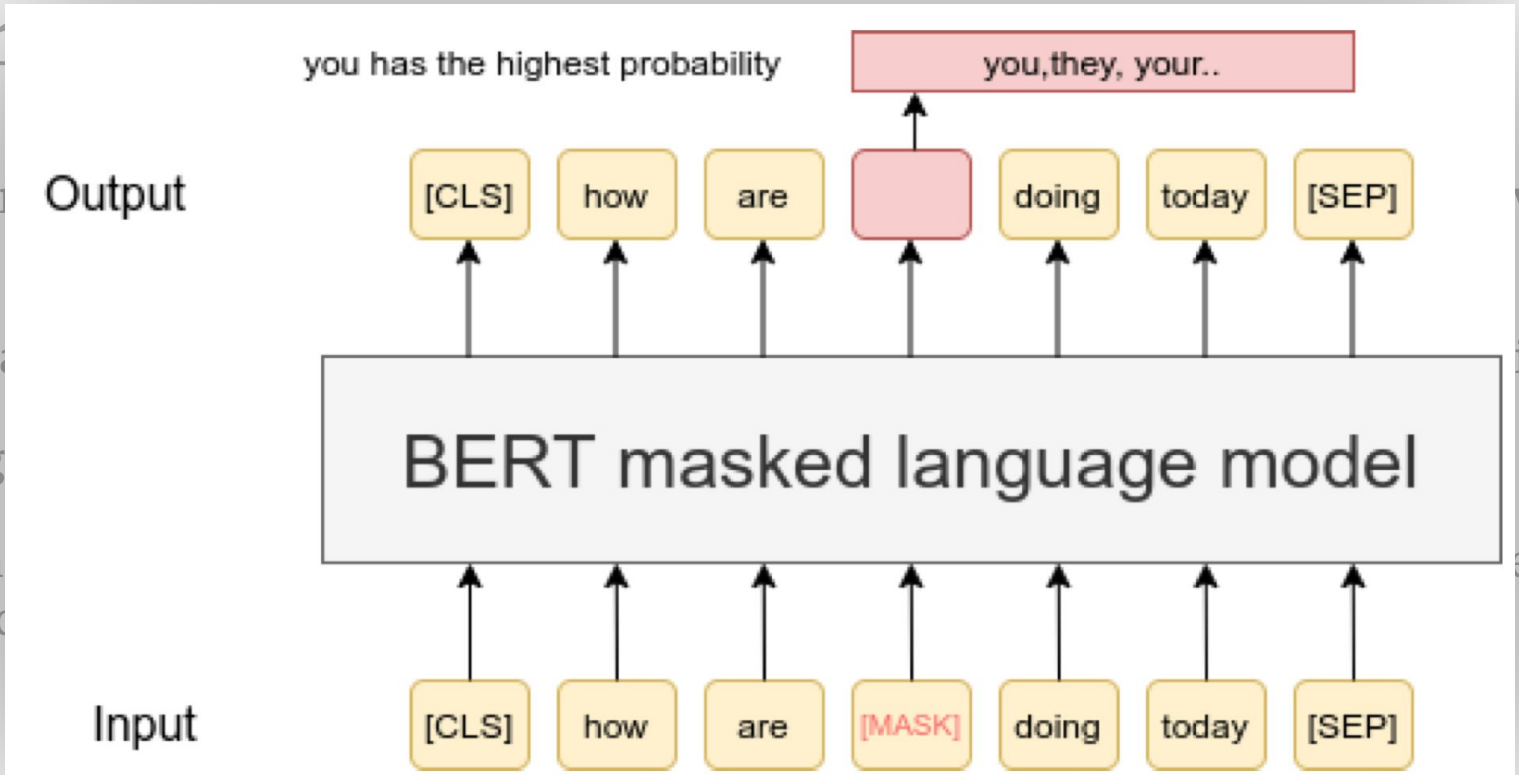 you has the highest probability you,they, your..
Output [CLS] how are doing today [SEP]
BERT masked language model
Input [CLS] how are [MASK] doing today [SEP]